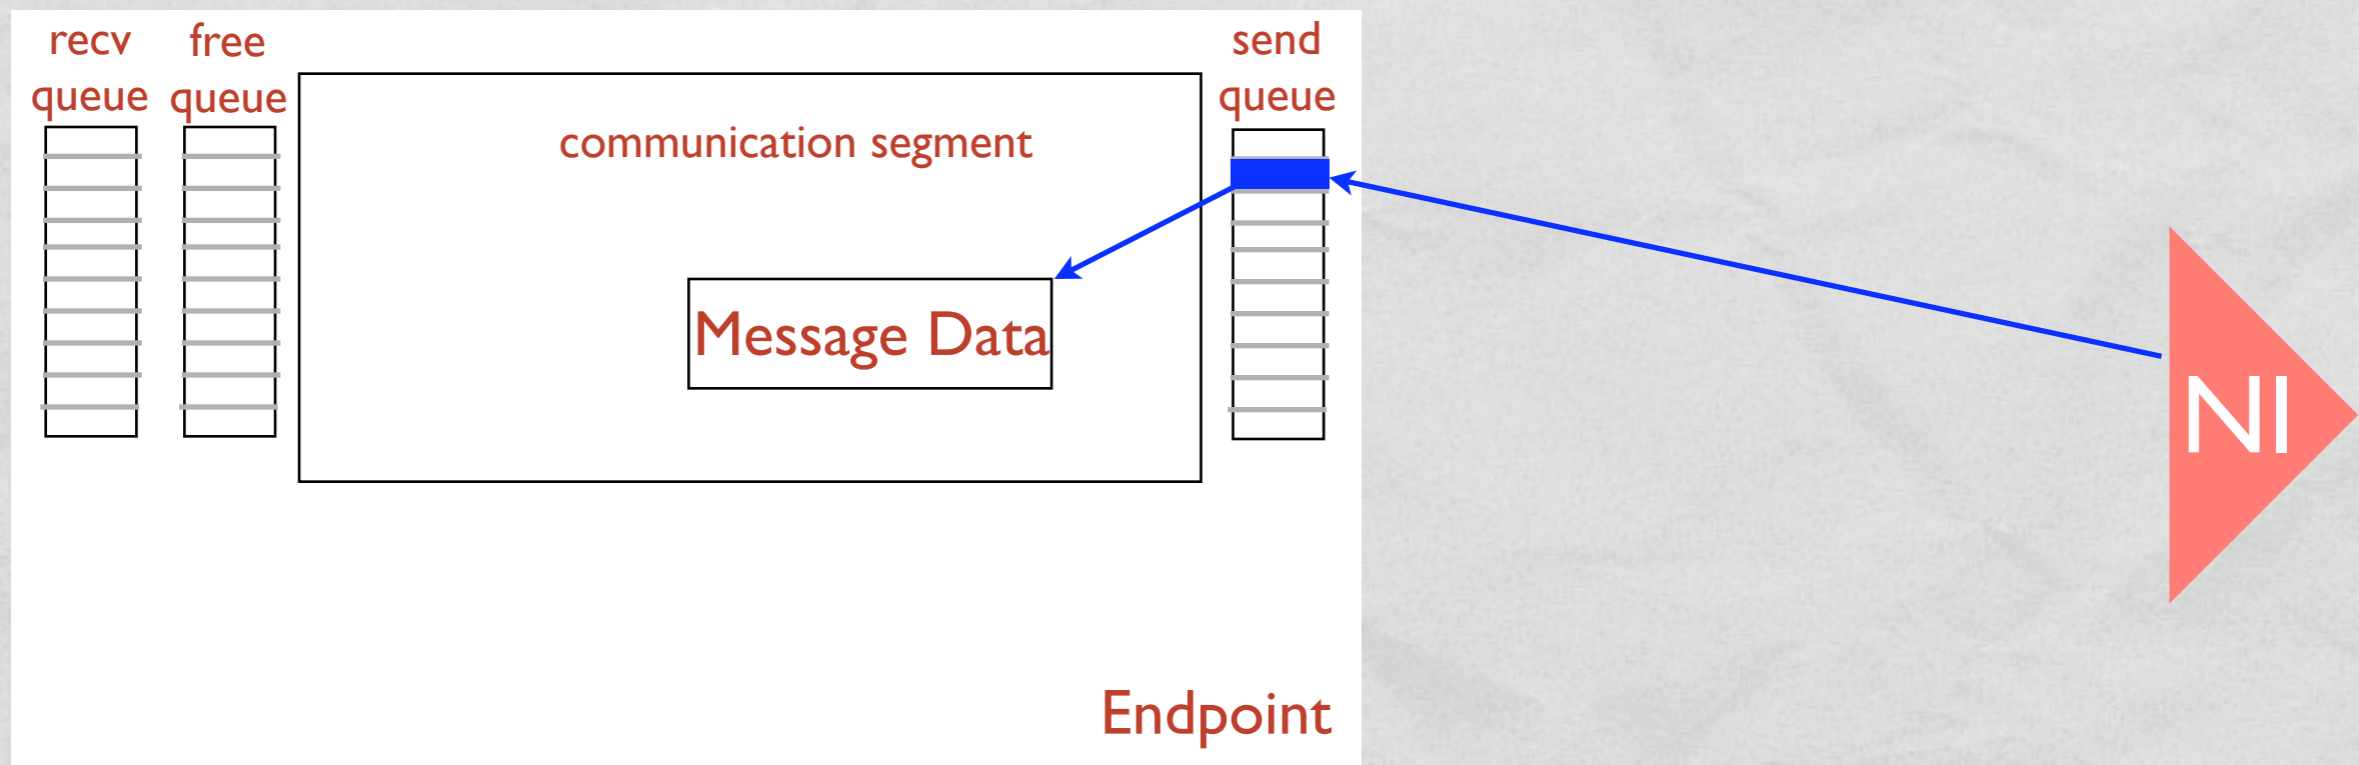 recv
queue
free
queue
send
queue
communication segment
Message Data
NI
Endpoint